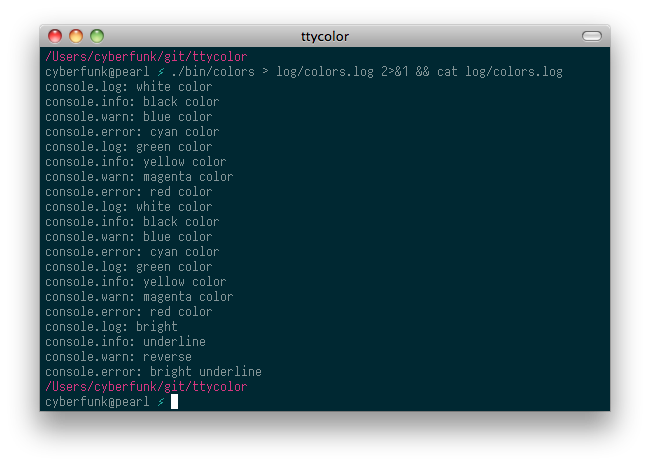 ttycolor
/Users/cyberfunk/git/ttycolor
cyberfunk@pearl ⚡ ./bin/colors > log/colors.log 2>&1 && cat log/colors.log
console.log: white color
console.info: black color
console.warn: blue color
console.error: cyan color
console.log: green color
console.info: yellow color
console.warn: magenta color
console.error: red color
console.log: white color
console.info: black color
console.warn: blue color
console.error: cyan color
console.log: green color
console.info: yellow color
console.warn: magenta color
console.error: red color
console.log: bright
console.info: underline
console.warn: reverse
console.error: bright underline
/Users/cyberfunk/git/ttycolor
cyberfunk@pearl ⚡